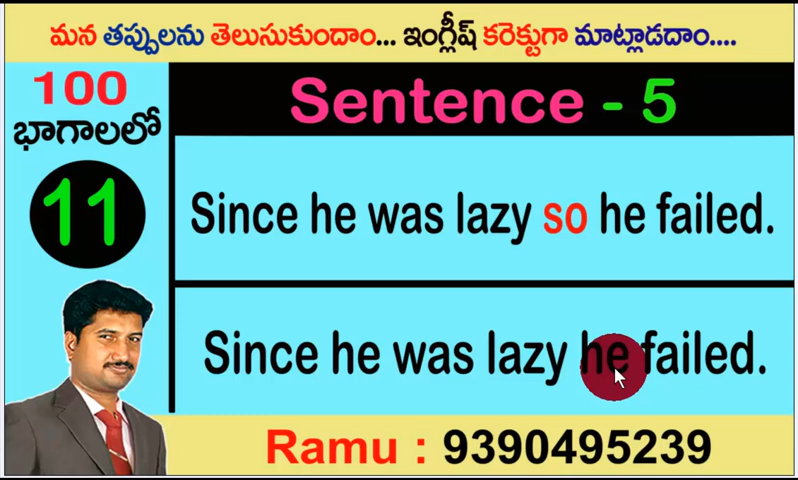 మన తప్పులను తెలుసుకుందాం... ఇంగ్లీష్ కరెక్టుగా మాట్లాడదాం....
100
భాగాలలో
11
Sentence - 5
Since he was lazy so he failed.
Since he was lazy he failed.
Ramu : 9390495239